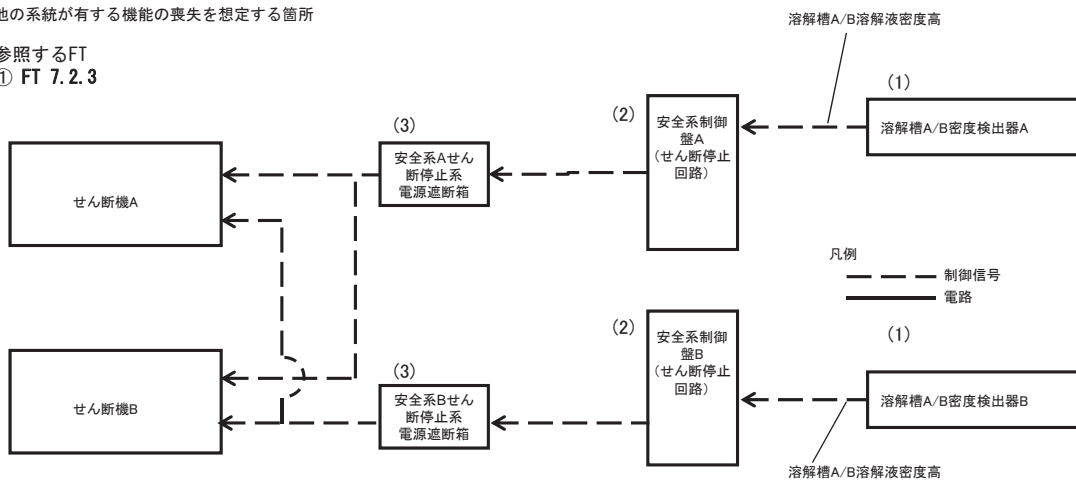 他の系統が有する機能の喪失を想定する箇所
参照するFT
① FT 7.2.3
溶解槽A/B溶解液密度高
(1)
溶解槽A/B密度検出器A
(2)
安全系制御
盤A
(せん断停止
回路)
(3)
安全系Aせん
断停止系
電源遮断箱
せん断機A
凡例
制御信号
電路
(1)
溶解槽A/B密度検出器B
(2)
安全系制御
盤B
(せん断停止
回路)
(3)
安全系Bせん
断停止系
電源遮断箱
せん断機B
溶解槽A/B溶解液密度高